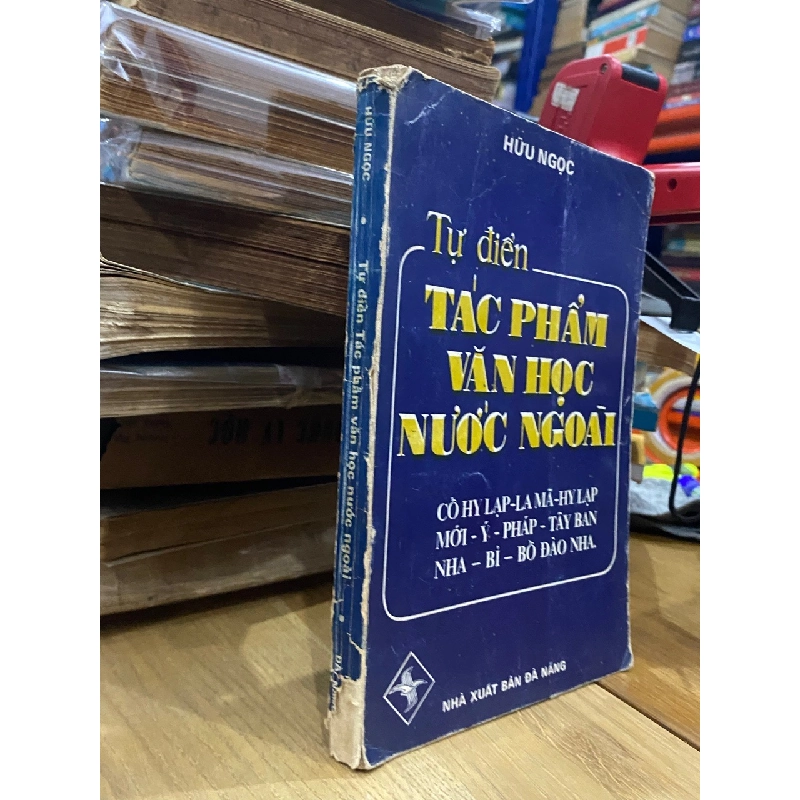 HỮU NGỌC
Tự điển
TÁC PHẨM
VĂN HỌC
NƯỚC NGOÀI
CỔ HY LẠP-LA MÃ-HY LẠP
MỚI - Ý - PHÁP - TÂY BAN
NHA – BỈ – BỒ ĐÀO NHA.
NHÀ XUẤT BẢN ĐÀ NẴNG
HỮU NGỌC • Tự điển Tác phẩm văn học nước ngoài •